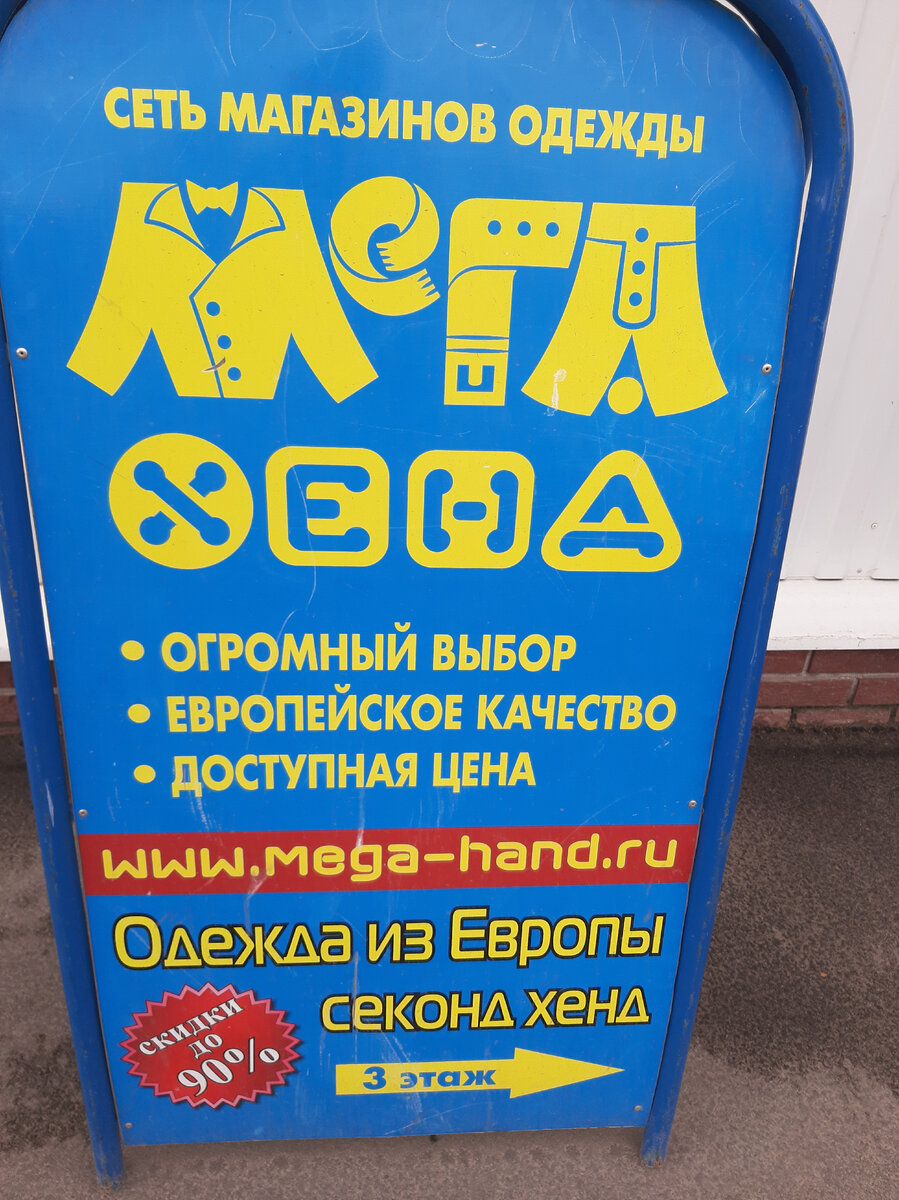 СЕТЬ МАГАЗИНОВ ОДЕЖДЫ
МеГА
ХЕНД
• ОГРОМНЫЙ ВЫБОР
• ЕВРОПЕЙСКОЕ КАЧЕСТВО
• ДОСТУПНАЯ ЦЕНА
www.mega-hand.ru
Одежда из Европы
секонд хенд
скидки
до
90%
3 этаж